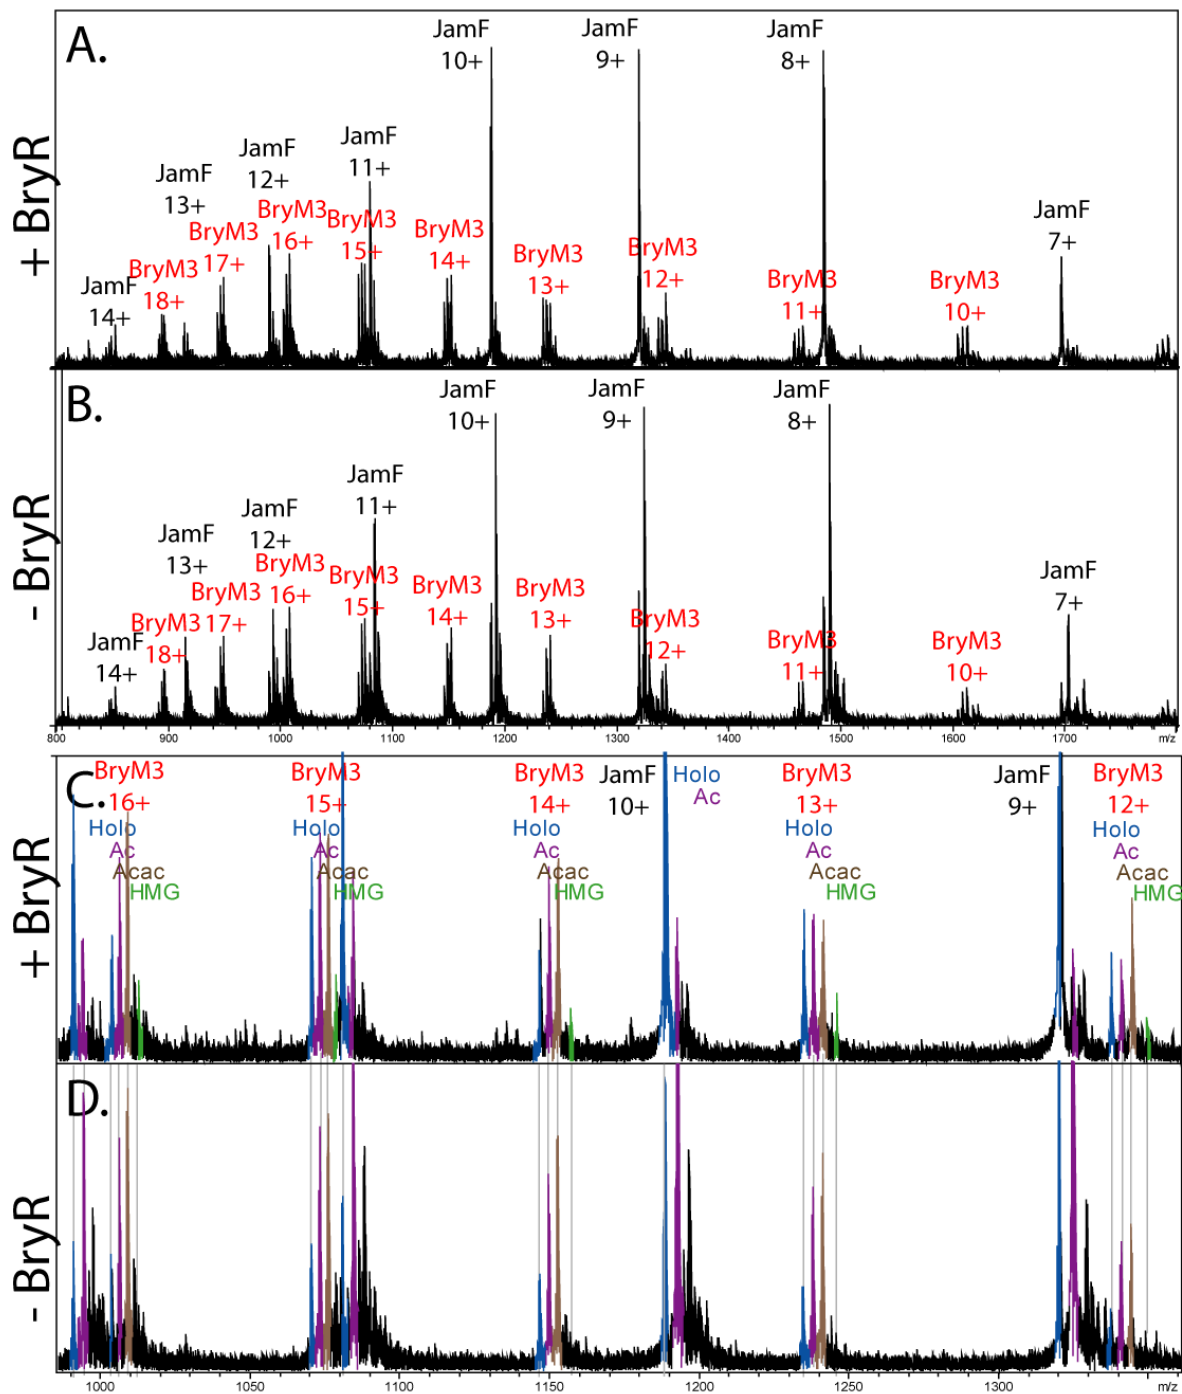 A.
+ BryR
JamF
10+
JamF
9+
JamF
8+
JamF
11+
JamF
12+
JamF
13+
BryM3
16+
BryM3
15+
BryM3
17+
BryM3
14+
BryM3
13+
BryM3
12+
JamF
7+
BryM3
18+
JamF
14+
BryM3
11+
BryM3
10+
B.
- BryR
JamF
10+
JamF
9+
JamF
8+
JamF
11+
JamF
12+
JamF
13+
BryM3
16+
BryM3
15+
BryM3
14+
BryM3
13+
JamF
7+
BryM3
17+
BryM3
18+
BryM3
12+
JamF
14+
BryM3
11+
BryM3
10+
800 900 1000 1100 1200 1300 1400 1500 1600 1700 m/z
C.
+ BryR
BryM3
16+
Holo
Ac
Acac
HMG
BryM3
15+
Holo
Ac
Acac
HMG
BryM3
14+
Holo
Ac
Acac
HMG
JamF
10+
Holo
Ac
BryM3
13+
Holo
Ac
Acac
HMG
JamF
9+
BryM3
12+
Holo
Ac
Acac
HMG
D.
- BryR
1000 1050 1100 1150 1200 1250 1300 m/z